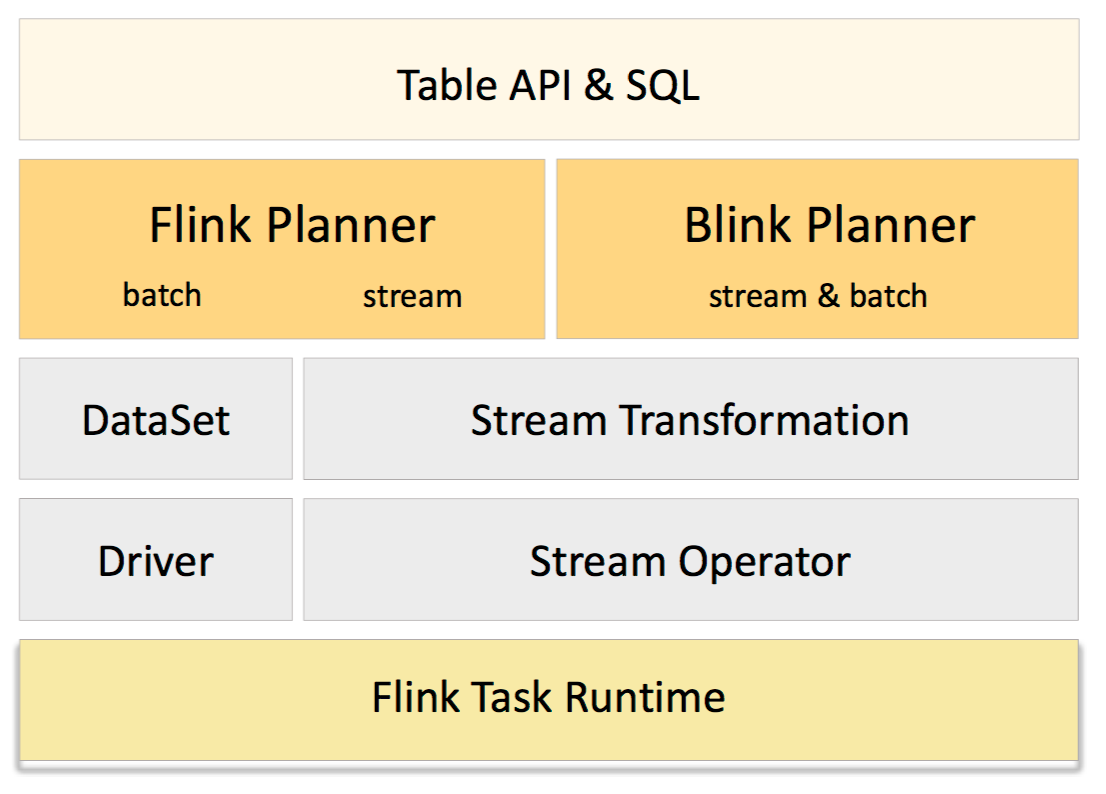 Table API & SQL
Flink Planner
batch stream
Blink Planner
stream & batch
DataSet
Stream Transformation
Driver
Stream Operator
Flink Task Runtime